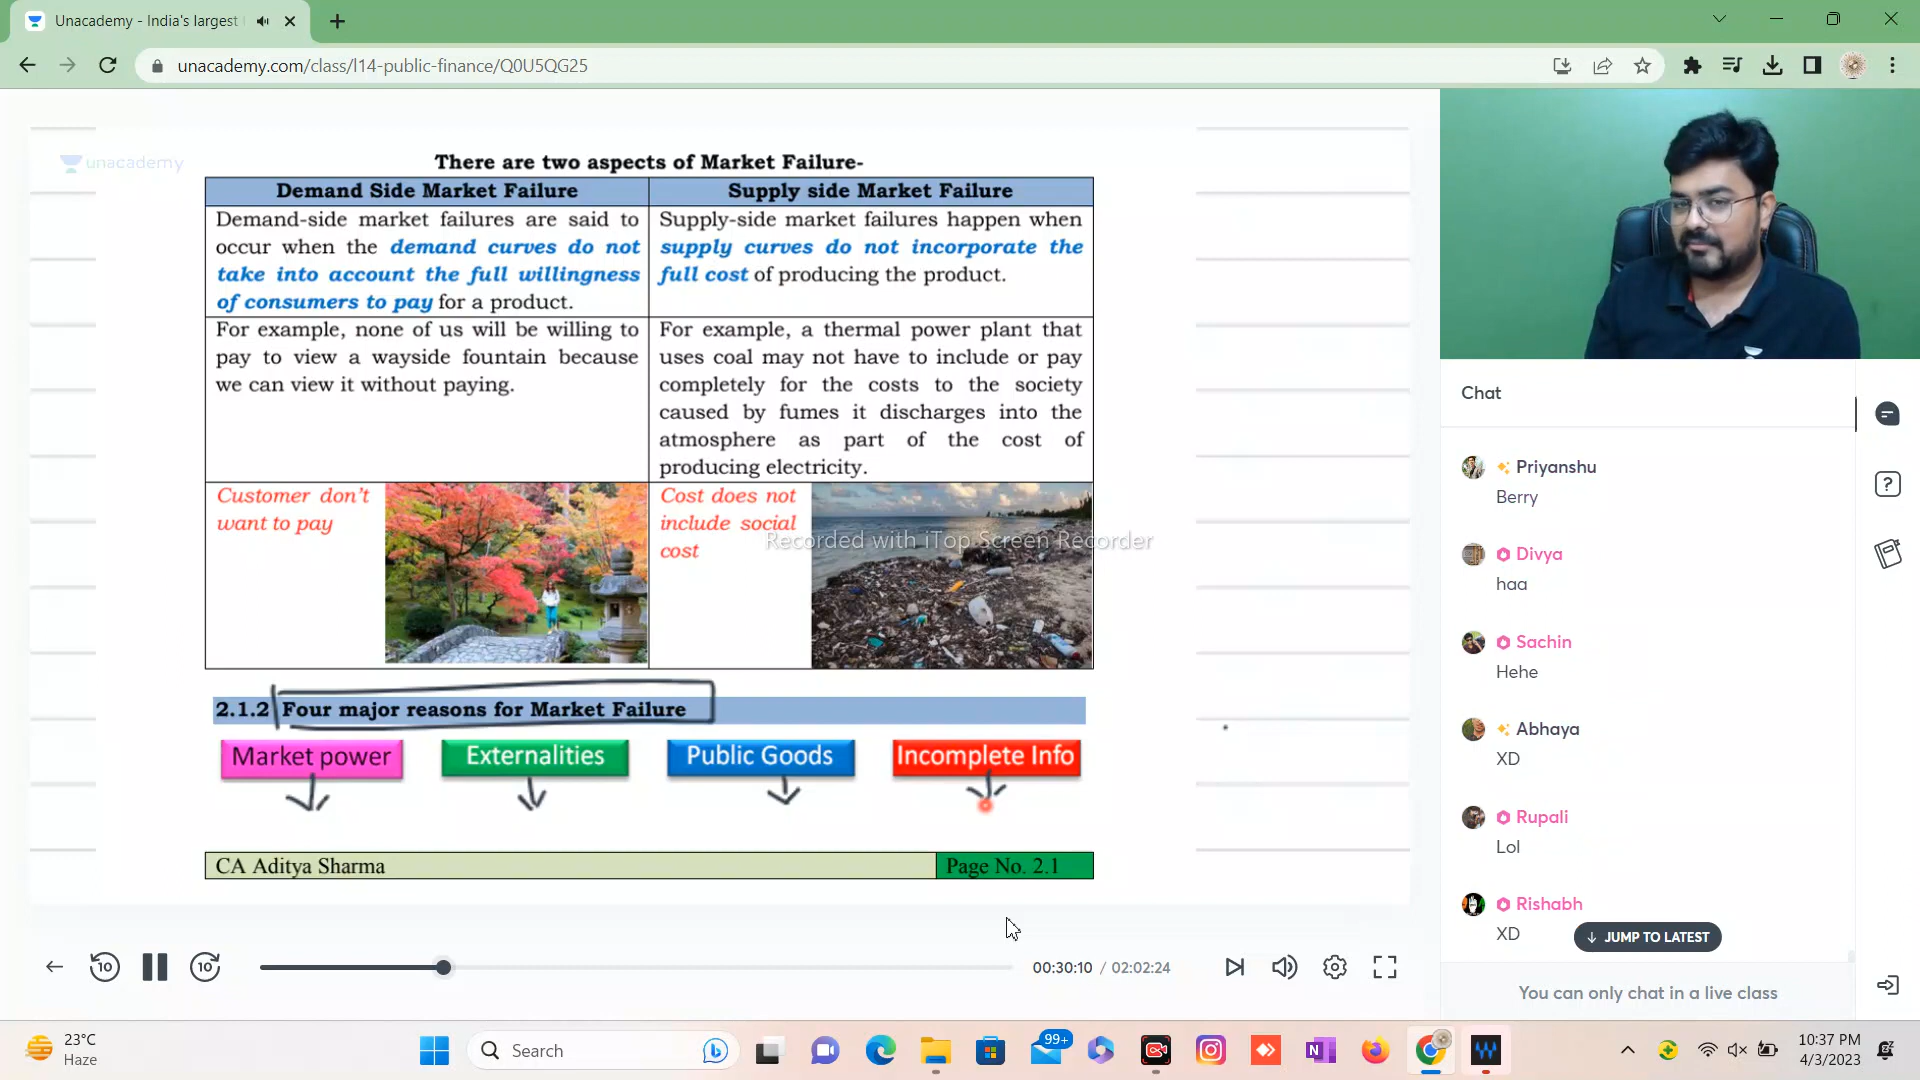 Unacademy - India's largest
unacademy.com/class/l14-public-finance/Q0U5QG25
unacademy
There are two aspects of Market Failure-
Demand Side Market Failure
Supply side Market Failure
Demand-side market failures are said to
occur when the demand curves do not
take into account the full willingness
of consumers to pay for a product.
Supply-side market failures happen when
supply curves do not incorporate the
full cost of producing the product.
For example, none of us will be willing to
pay to view a wayside fountain because
we can view it without paying.
For example, a thermal power plant that
uses coal may not have to include or pay
completely for the costs to the society
caused by fumes it discharges into the
atmosphere as part of the cost of
producing electricity.
Customer don't
want to pay
Cost does not
include social
cost
Recorded with iTop Screen Recorder
2.1.2 Four major reasons for Market Failure
Market power
Externalities
Public Goods
Incomplete Info
CA Aditya Sharma
Page No. 2.1
10
10
00:30:10 / 02:02:24
Chat
Priyanshu
Berry
Divya
haa
Sachin
Hehe
Abhaya
XD
Rupali
Lol
Rishabh
XD
JUMP TO LATEST
You can only chat in a live class
23°C
Haze
Search
99+
10:37 PM
4/3/2023